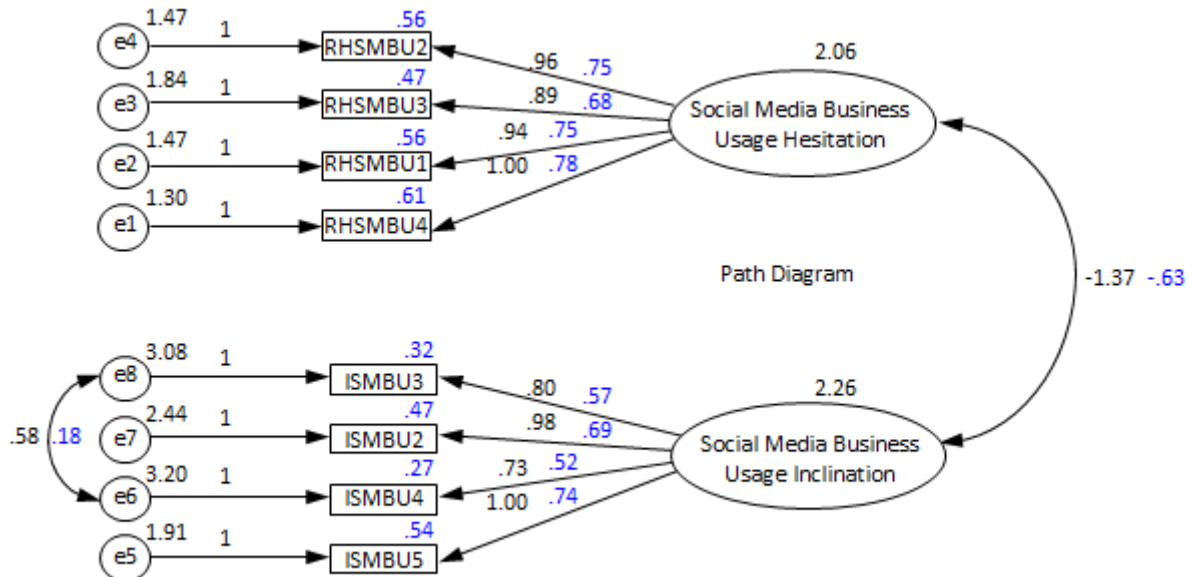 1.47
1
.56
e4
RHSMBU2
.96
.75
2.06
1.84
1
.47
e3
RHSMBU3
.89
.68
Social Media Business
Usage Hesitation
1.47
1
.56
e2
RHSMBU1
.94
.75
1.30
1
.61
e1
RHSMBU4
1.00
.78
Path Diagram
-1.37
-.63
3.08
1
.32
e8
ISMBU3
.80
.57
2.26
.58
.18
2.44
1
.47
e7
ISMBU2
.98
.69
Social Media Business
Usage Inclination
3.20
1
.27
e6
ISMBU4
.73
.52
1.91
1
.54
e5
ISMBU5
1.00
.74